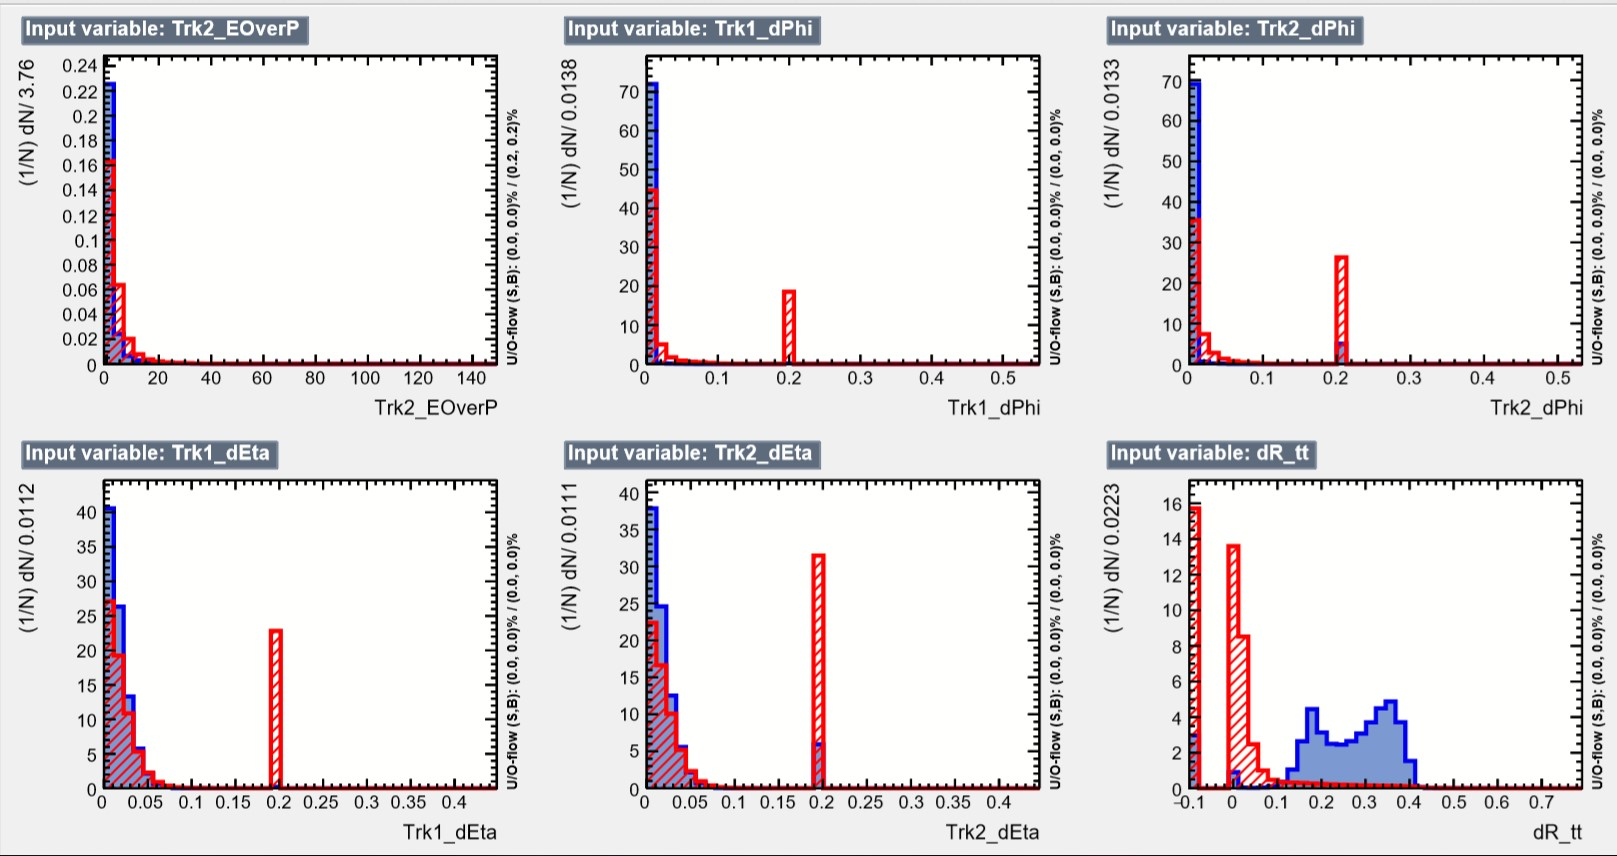 Input variable: Trk2_EOverP
(1/N) dN/ 3.76
0.24
0.22
0.2
0.18
0.16
0.14
0.12
0.1
0.08
0.06
0.04
0.02
0
0 20 40 60 80 100 120 140
Trk2_EOverP
U/O-flow (S,B): (0.0, 0.0)% / (0.2, 0.2)%
Input variable: Trk1_dPhi
(1/N) dN/ 0.0138
70
60
50
40
30
20
10
0
0 0.1 0.2 0.3 0.4 0.5
Trk1_dPhi
U/O-flow (S,B): (0.0, 0.0)% / (0.0, 0.0)%
Input variable: Trk2_dPhi
(1/N) dN/ 0.0133
70
60
50
40
30
20
10
0
0 0.1 0.2 0.3 0.4 0.5
Trk2_dPhi
U/O-flow (S,B): (0.0, 0.0)% / (0.0, 0.0)%
Input variable: Trk1_dEta
(1/N) dN/ 0.0112
40
35
30
25
20
15
10
5
0
0 0.05 0.1 0.15 0.2 0.25 0.3 0.35 0.4
Trk1_dEta
U/O-flow (S,B): (0.0, 0.0)% / (0.0, 0.0)%
Input variable: Trk2_dEta
(1/N) dN/ 0.0111
40
35
30
25
20
15
10
5
0
0 0.05 0.1 0.15 0.2 0.25 0.3 0.35 0.4
Trk2_dEta
U/O-flow (S,B): (0.0, 0.0)% / (0.0, 0.0)%
Input variable: dR_tt
(1/N) dN/ 0.0223
16
14
12
10
8
6
4
2
0
−0.1 0 0.1 0.2 0.3 0.4 0.5 0.6 0.7
dR_tt
U/O-flow (S,B): (0.0, 0.0)% / (0.0, 0.0)%